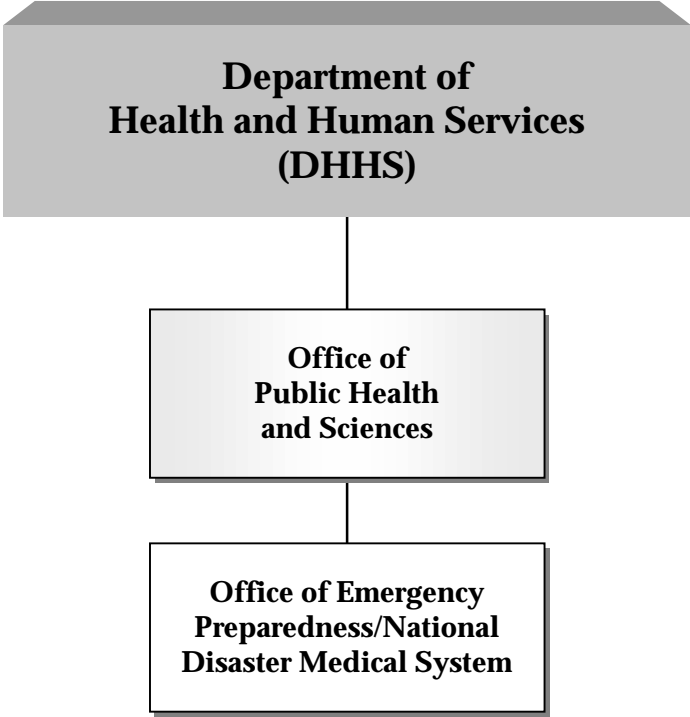 Department of
Health and Human Services
(DHHS)
Office of
Public Health
and Sciences
Office of Emergency
Preparedness/National
Disaster Medical System